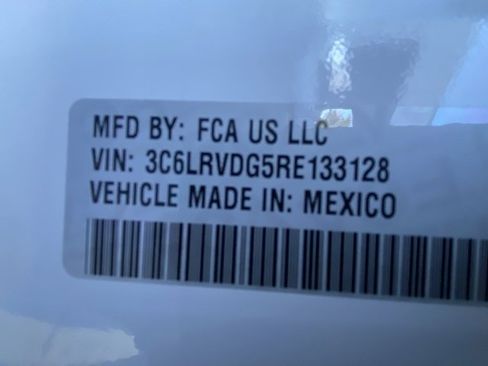 MFD BY: FCA US LLC
VIN: 3C6LRVDG5RE133128
VEHICLE MADE IN: MEXICO